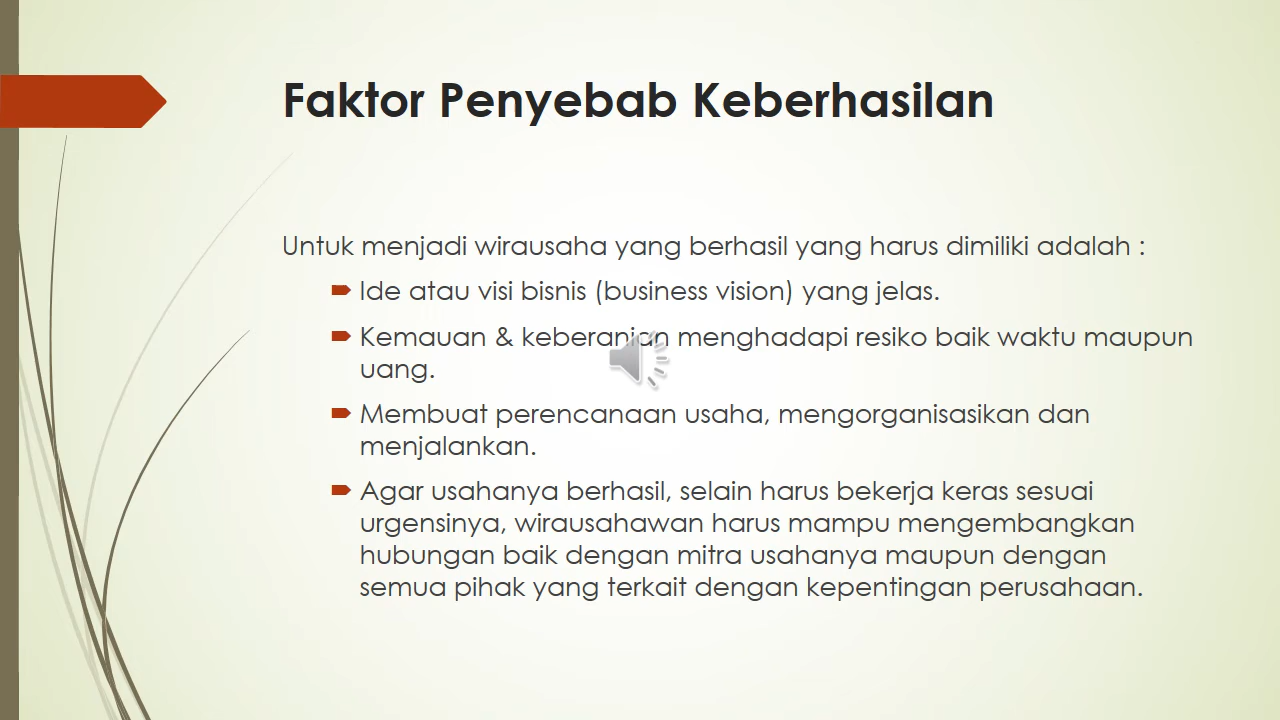 Faktor Penyebab Keberhasilan
Untuk menjadi wirausaha yang berhasil yang harus dimiliki adalah :
Ide atau visi bisnis (business vision) yang jelas.
Kemauan & keberanian menghadapi resiko baik waktu maupun
uang.
Membuat perencanaan usaha, mengorganisasikan dan
menjalankan.
Agar usahanya berhasil, selain harus bekerja keras sesuai
urgensinya, wirausahawan harus mampu mengembangkan
hubungan baik dengan mitra usahanya maupun dengan
semua pihak yang terkait dengan kepentingan perusahaan.